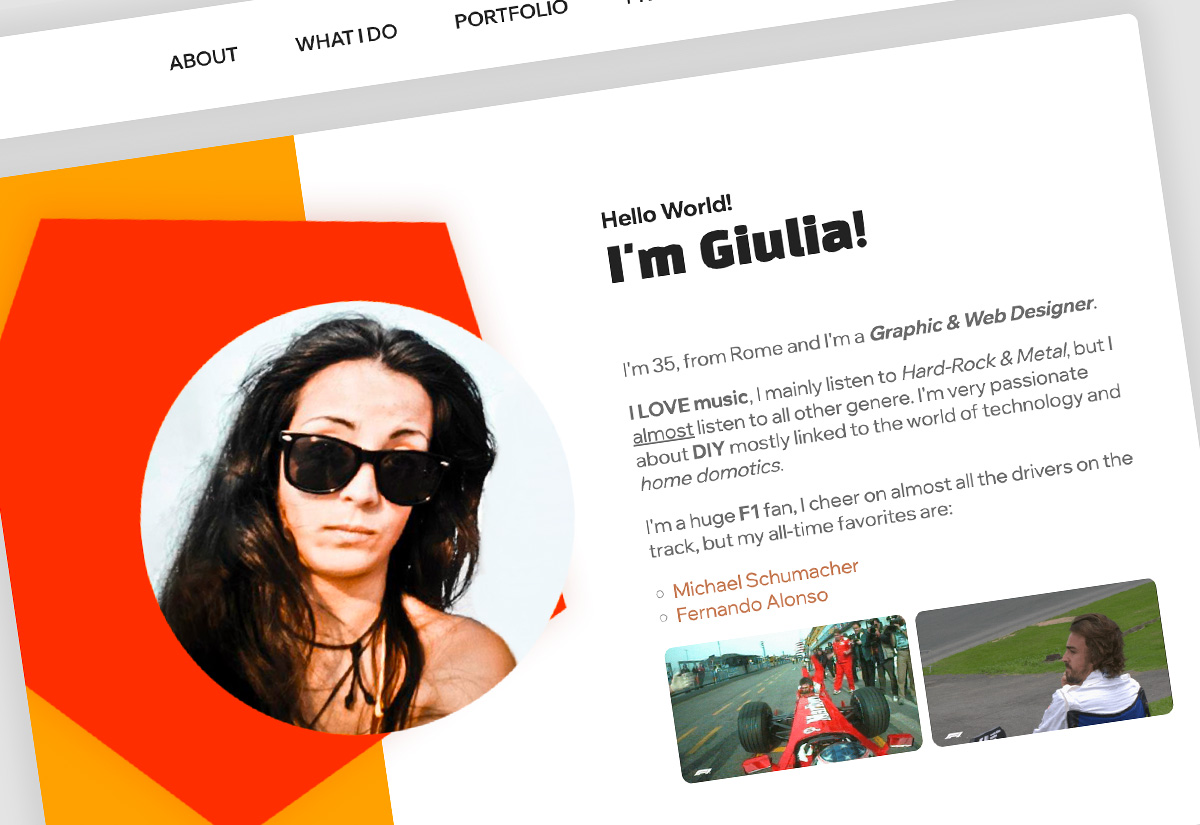 ABOUT WHAT I DO PORTFOLIO
Hello World!
I'm Giulia!
I'm 35, from Rome and I'm a Graphic & Web Designer.
I LOVE music, I mainly listen to Hard-Rock & Metal, but I
almost listen to all other genere. I'm very passionate
about DIY mostly linked to the world of technology and
home domotics.
I'm a huge F1 fan, I cheer on almost all the drivers on the
track, but my all-time favorites are:
Michael Schumacher
Fernando Alonso